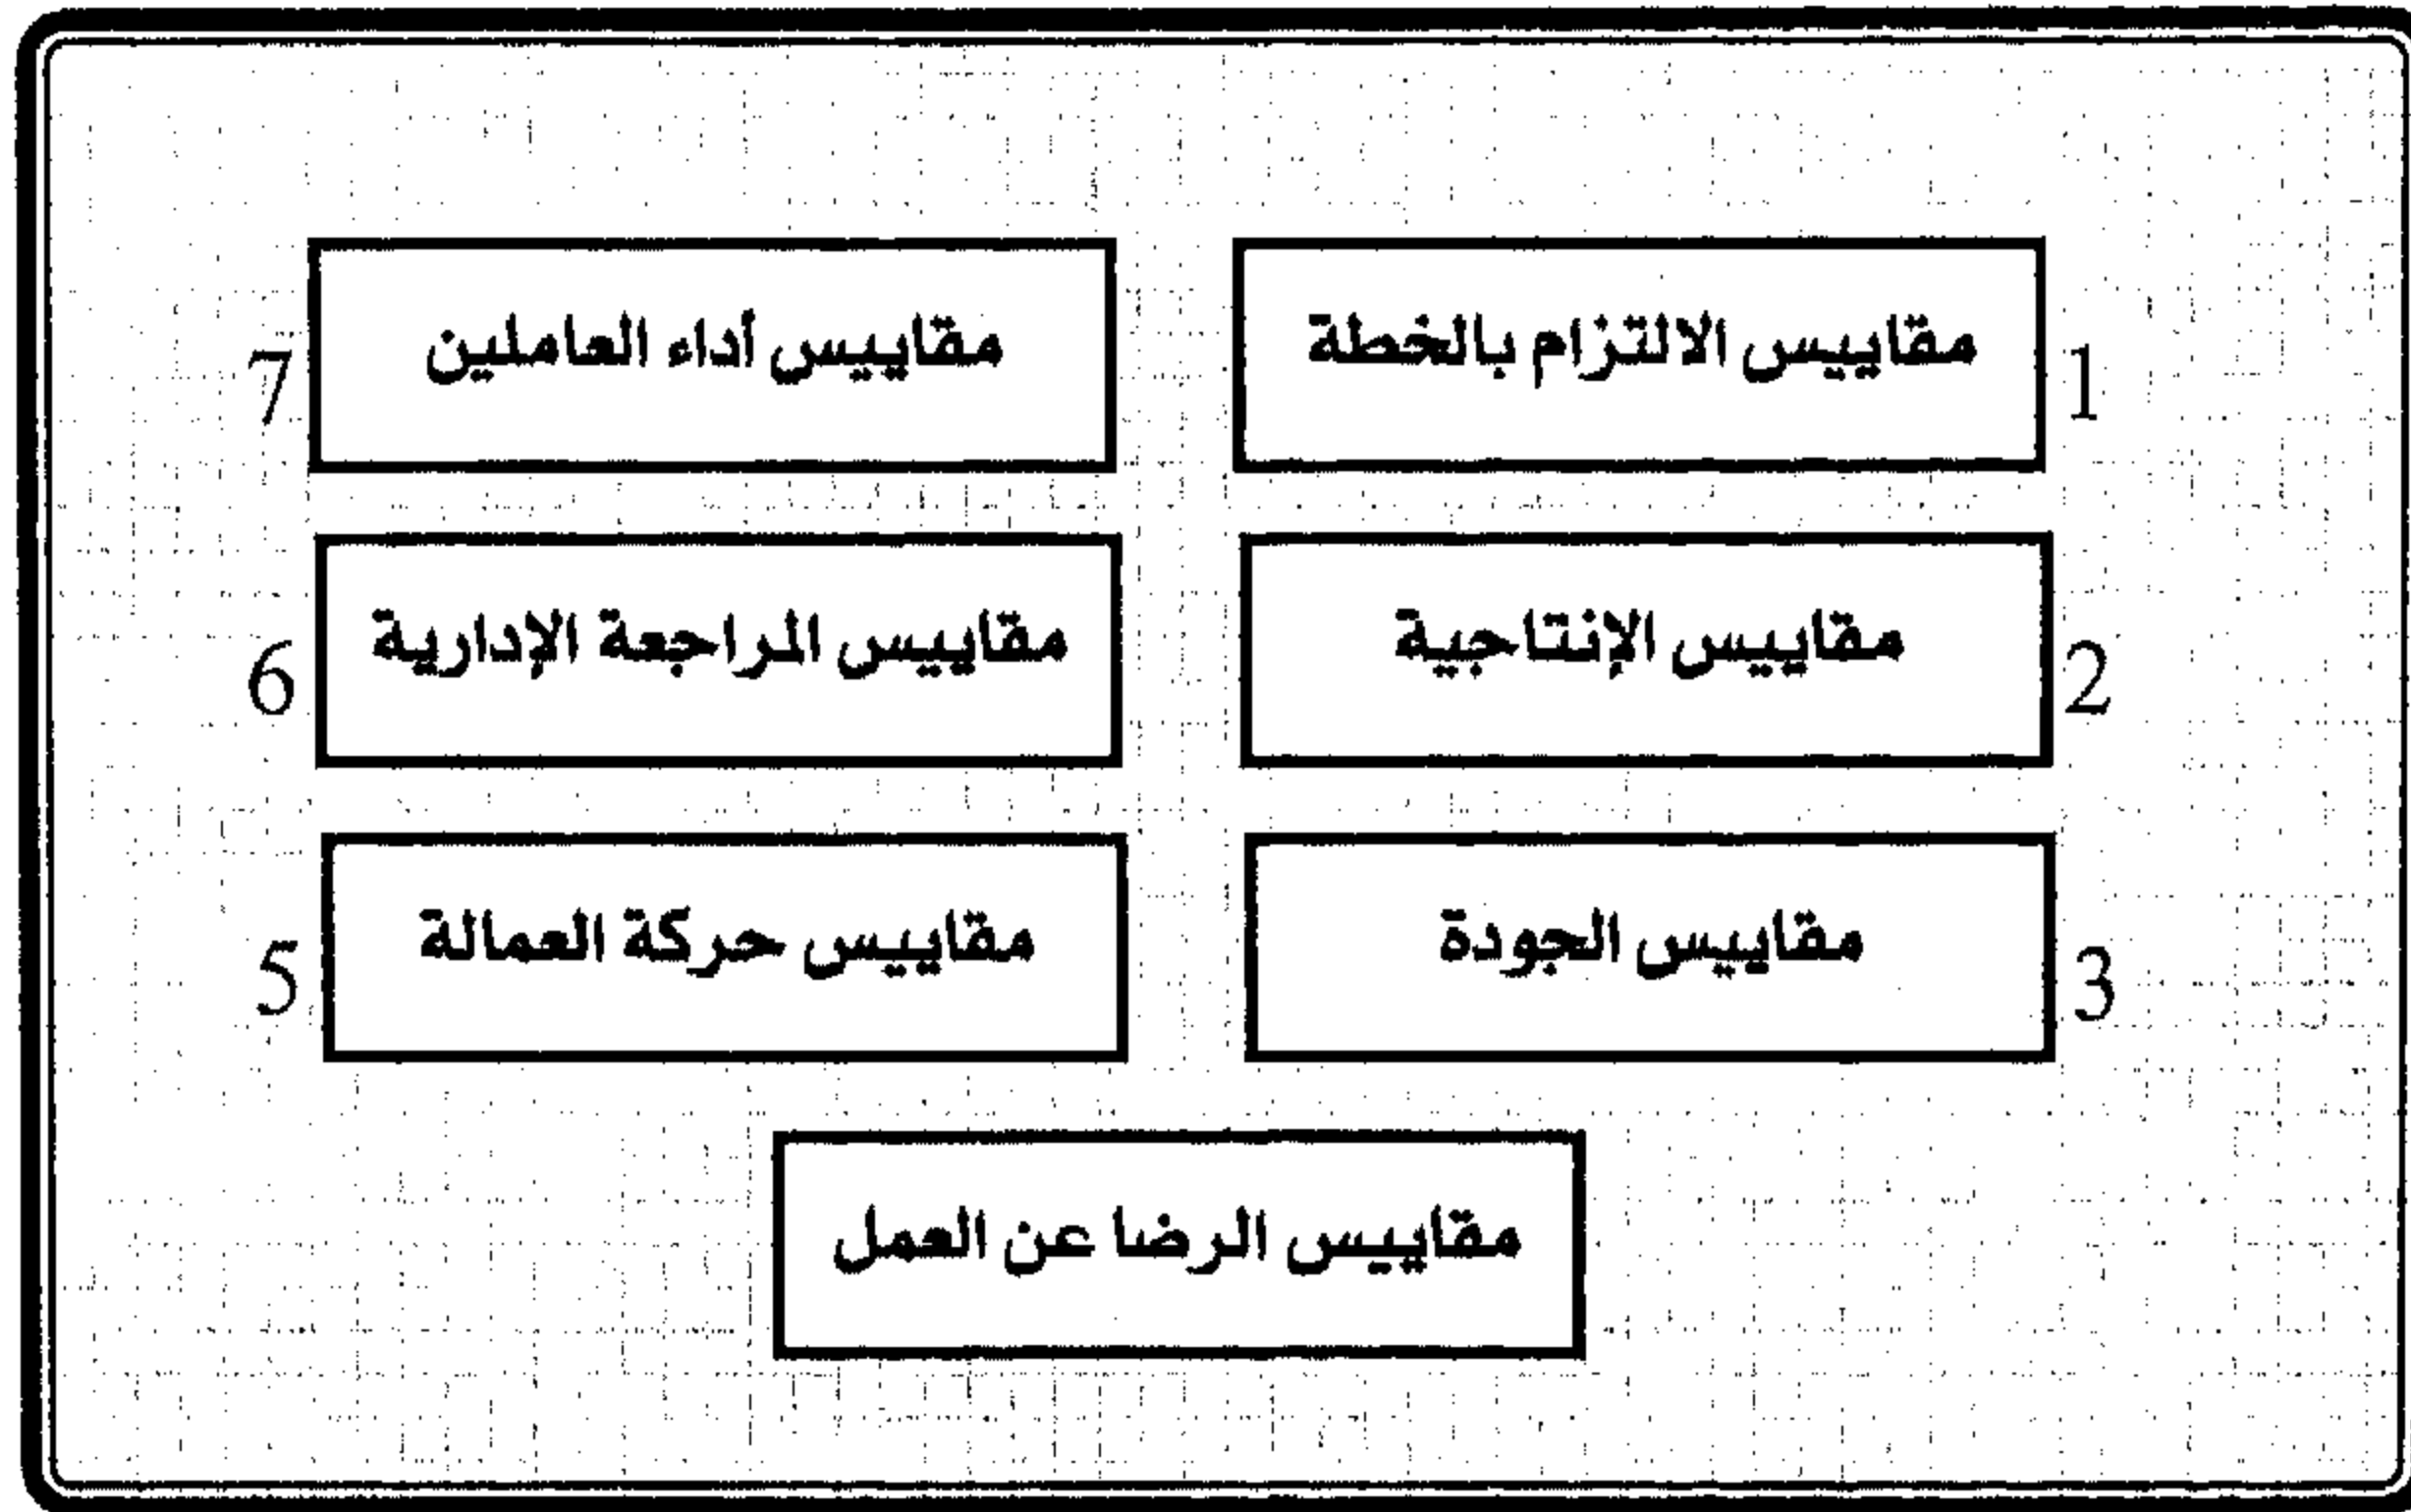 1 مقاييس الالتزام بالخطة
2 مقاييس الإنتاجية
3 مقاييس الجودة
مقاييس الرضا عن العمل
5 مقاييس حركة العمالة
6 مقاييس المراجعة الإدارية
7 مقاييس أداء العاملين